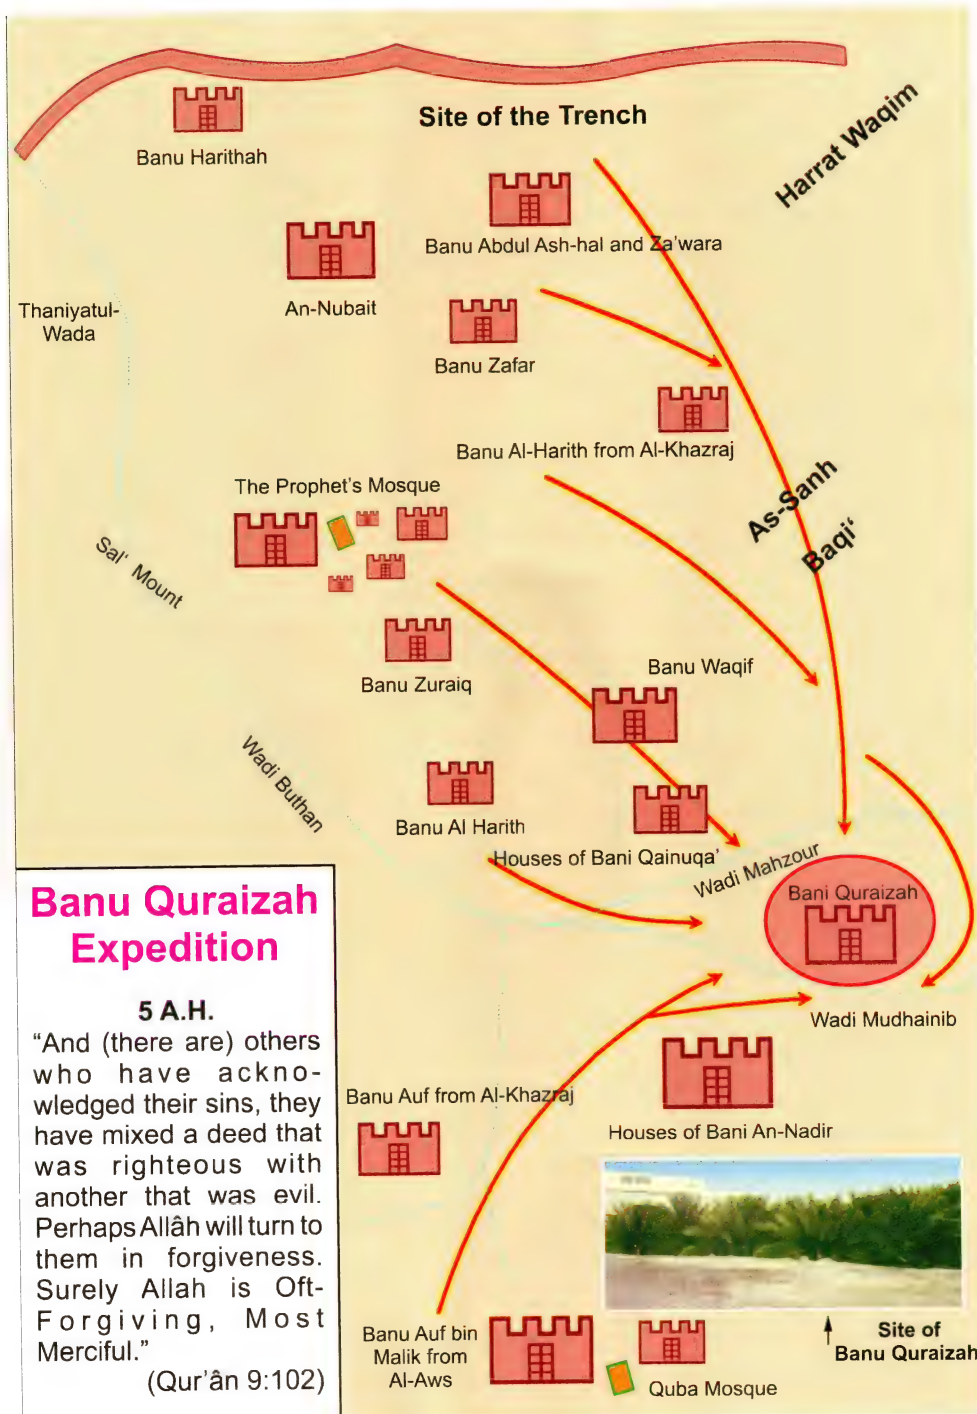 Site of the Trench
Harrat Waqim
Banu Harithah
Banu Abdul Ash-hal and Za'wara
An-Nubait
Thaniyatul-
Wada
Banu Zafar
Banu Al-Harith from Al-Khazraj
The Prophet's Mosque
As-Sanh
Baqi‘
Sal‘ Mount
Banu Waqif
Banu Zuraiq
Wadi Buthan
Banu Al Harith
Houses of Bani Qainuqa’
Wadi Mahzour
Bani Quraizah
Wadi Mudhainib
Banu Quraizah
Expedition
5 A.H.
“And (there are) others
who have ackno-
wledged their sins, they
have mixed a deed that
was righteous with
another that was evil.
Perhaps Allâh will turn to
them in forgiveness.
Surely Allah is Oft-
Forgiving, Most
Merciful.”
(Qur’ân 9:102)
Banu Auf from Al-Khazraj
Houses of Bani An-Nadir
Banu Auf bin
Malik from
Al-Aws
Quba Mosque
Site of
Banu Quraizah